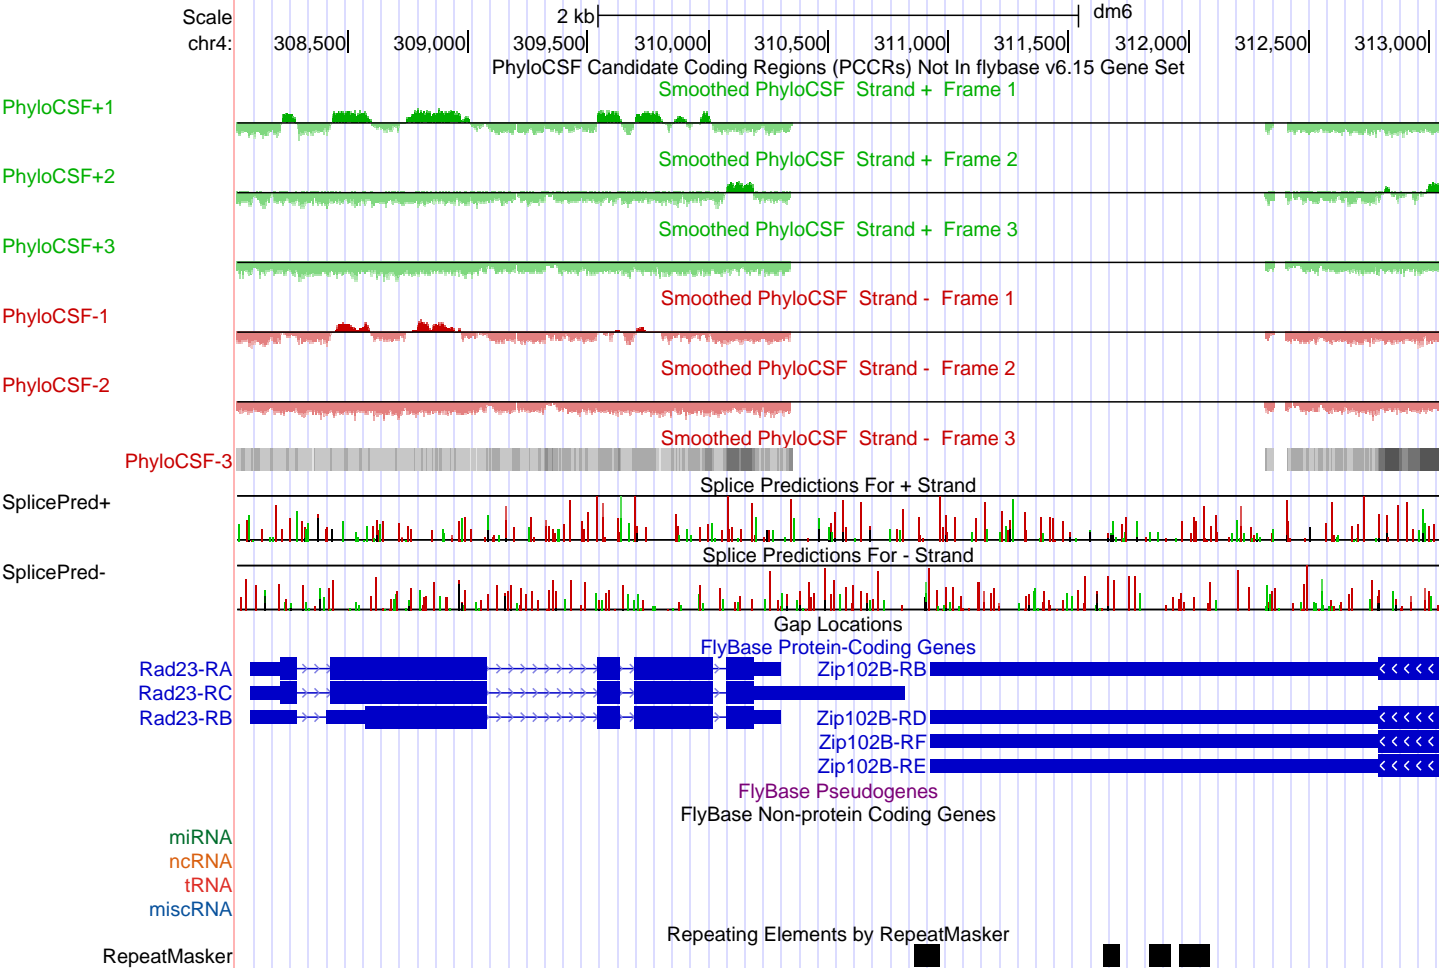 Scale 2 kb dm6
chr4: 308,500 309,000 309,500 310,000 310,500 311,000 311,500 312,000 312,500 313,000
PhyloCSF Candidate Coding Regions (PCCRs) Not In flybase v6.15 Gene Set
Smoothed PhyloCSF Strand + Frame 1
PhyloCSF+1
Smoothed PhyloCSF Strand + Frame 2
PhyloCSF+2
Smoothed PhyloCSF Strand + Frame 3
PhyloCSF+3
Smoothed PhyloCSF Strand - Frame 1
PhyloCSF-1
Smoothed PhyloCSF Strand - Frame 2
PhyloCSF-2
Smoothed PhyloCSF Strand - Frame 3
PhyloCSF-3
Splice Predictions For + Strand
SplicePred+
Splice Predictions For - Strand
SplicePred-
Gap Locations
FlyBase Protein-Coding Genes
Rad23-RA Zip102B-RB
Rad23-RC
Rad23-RB Zip102B-RD
Zip102B-RF
Zip102B-RE
FlyBase Pseudogenes
FlyBase Non-protein Coding Genes
miRNA
ncRNA
tRNA
miscRNA
Repeating Elements by RepeatMasker
RepeatMasker